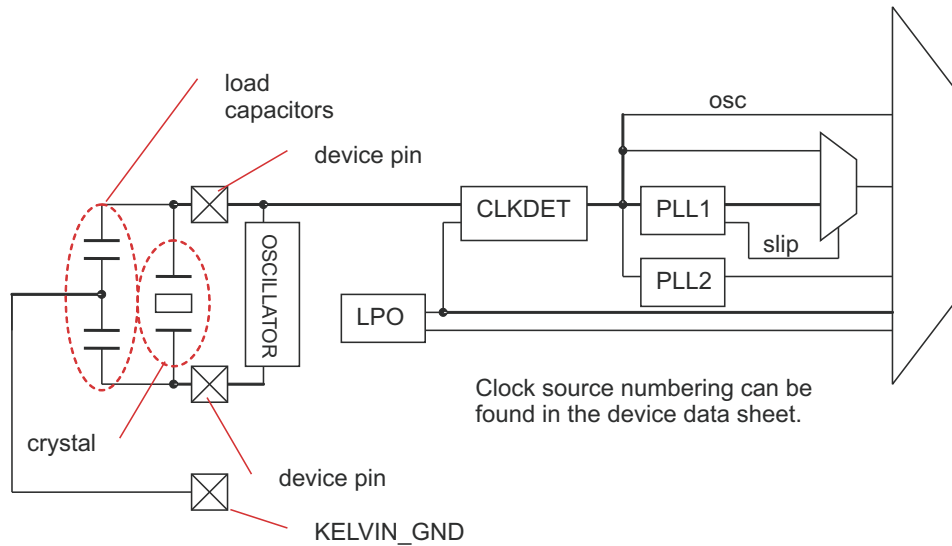 load
capacitors
device pin
osc
CLKDET
PLL1
slip
PLL2
OSCILLATOR
LPO
Clock source numbering can be
found in the device data sheet.
crystal
device pin
KELVIN_GND